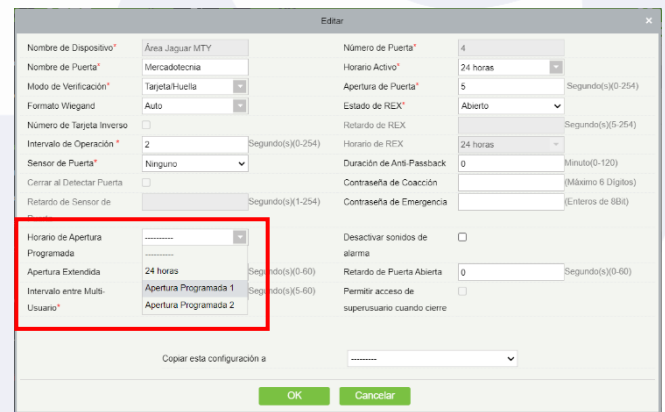 Editar ×
Nombre de Dispositivo* Área Jaguar MTY Número de Puerta* 4
Nombre de Puerta* Mercadotecnia Horario Activo* 24 horas
Modo de Verificación* Tarjeta/Huella Apertura de Puerta* 5 Segundo(s)(0-254)
Formato Wiegand Auto Estado de REX* Abierto
Número de Tarjeta Inverso Retardo de REX Segundo(s)(5-254)
Intervalo de Operación * 2 Segundo(s)(0-254) Horario de REX 24 horas
Sensor de Puerta* Ninguno Duración de Anti-Passback 0 Minuto(0-120)
Cerrar al Detectar Puerta Contraseña de Coacción (Máximo 6 Dígitos)
Retardo de Sensor de Segundo(s)(1-254) Contraseña de Emergencia (Enteros de 8Bit)
Horario de Apertura ---------- Desactivar sonidos de
Programada ---------- alarma
Apertura Extendida 24 horas Segundo(s)(0-60) Retardo de Puerta Abierta 0 Segundo(s)(0-60)
Intervalo entre Multi- Apertura Programada 1 Segundo(s)(5-60) Permitir acceso de
Usuario* Apertura Programada 2 superusuario cuando cierre
Copiar esta configuración a ---------
OK Cancelar